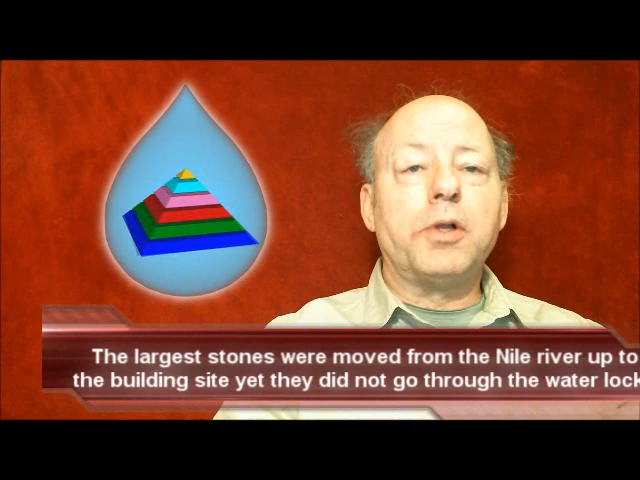 The largest stones were moved from the Nile river up to
the building site yet they did not go through the water lock